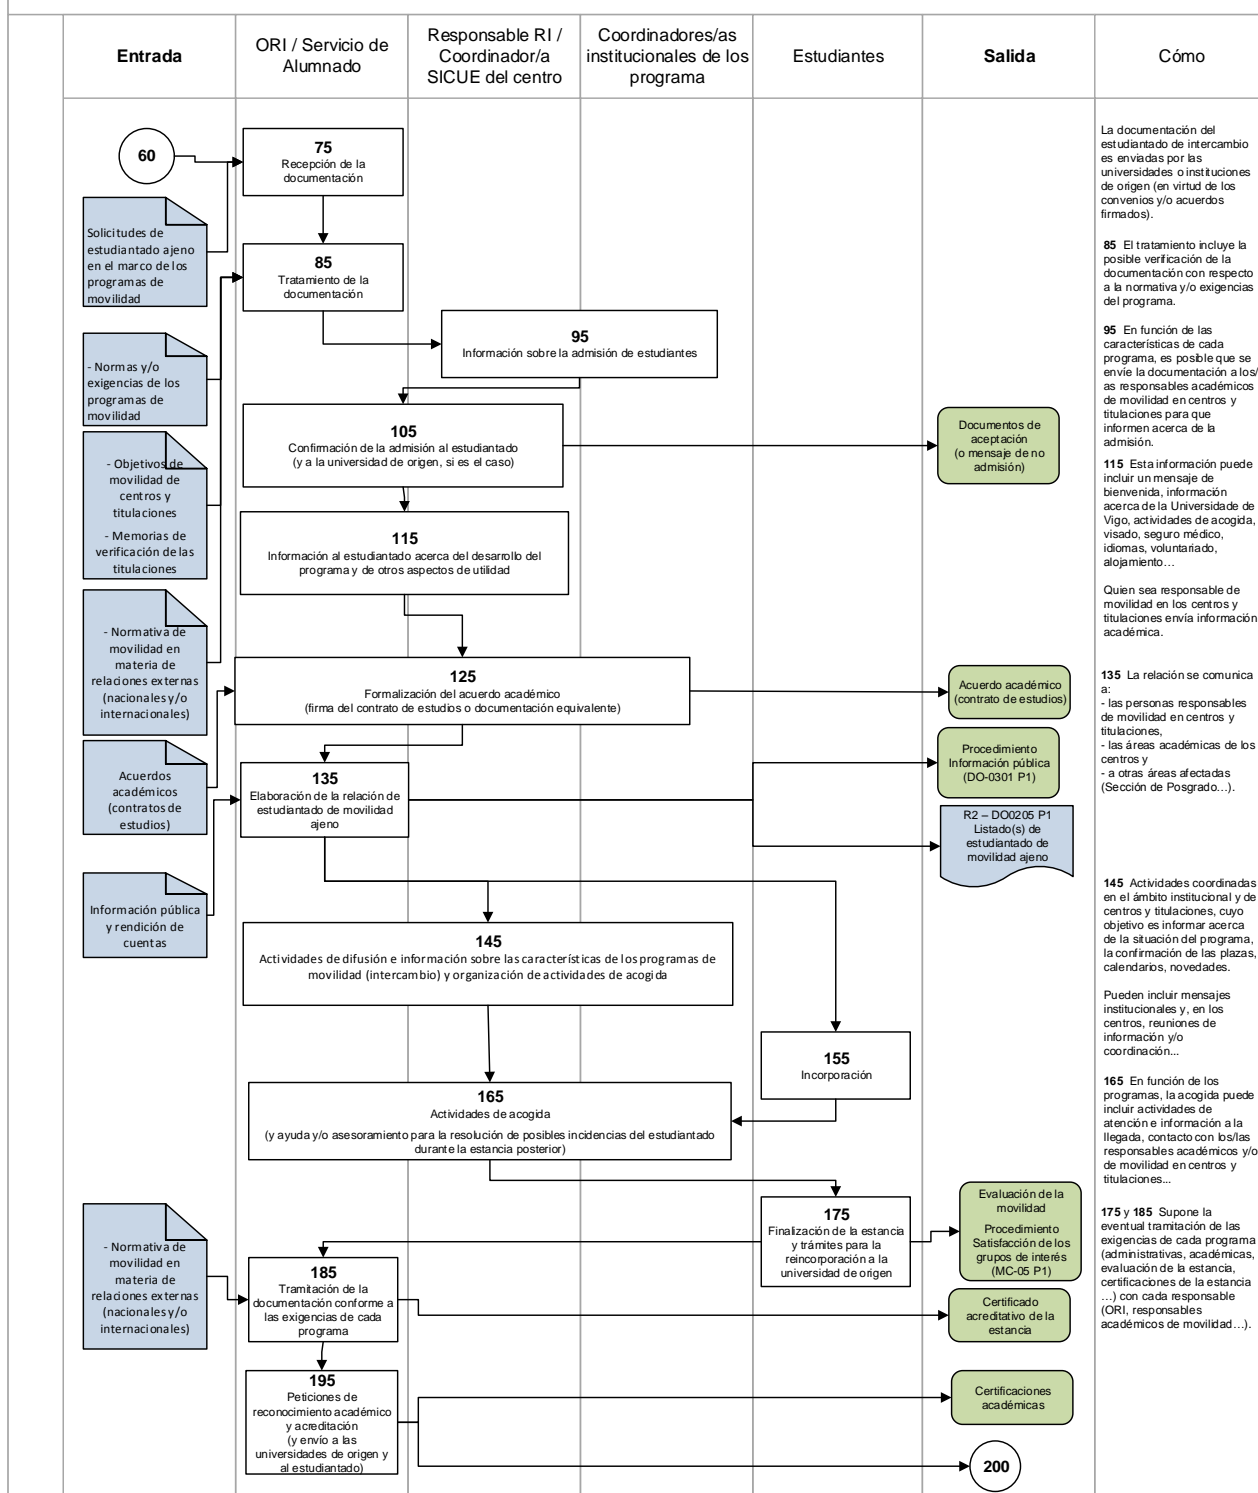 Entrada
ORI / Servicio de
Alumnado
Responsable RI /
Coordinador/a
SICUE del centro
Coordinadores/as
institucionales de los
programa
Estudiantes
Salida
Cómo
60
Solicitudes de
estudiantado ajeno
en el marco de los
programas de
movilidad
- Normas y/o
exigencias de los
programas de
movilidad
- Objetivos de
movilidad de
centros y
titulaciones
- Memorias de
verificación de las
titulaciones
- Normativa de
movilidad en
materia de
relaciones externas
(nacionales y/o
internacionales)
Acuerdos
académicos
(contratos de
estudios)
Información pública
y rendición de
cuentas
- Normativa de
movilidad en
materia de
relaciones externas
(nacionales y/o
internacionales)
75
Recepción de la
documentación
85
Tratamiento de la
documentación
95
Información sobre la admisión de estudiantes
105
Confirmación de la admisión al estudiantado
(y a la universidad de origen, si es el caso)
115
Información al estudiantado acerca del desarrollo del
programa y de otros aspectos de utilidad
125
Formalización del acuerdo académico
(firma del contrato de estudios o documentación equivalente)
135
Elaboración de la relación de
estudiantado de movilidad
ajeno
145
Actividades de difusión e información sobre las características de los programas de
movilidad (intercambio) y organización de actividades de acogida
155
Incorporación
165
Actividades de acogida
(y ayuda y/o asesoramiento para la resolución de posibles incidencias del estudiantado
durante la estancia posterior)
175
Finalización de la estancia
y trámites para la
reincorporación a la
universidad de origen
185
Tramitación de la
documentación conforme a
las exigencias de cada
programa
195
Peticiones de
reconocimiento académico
y acreditación
(y envío a las
universidades de origen y
al estudiantado)
Documentos de
aceptación
(o mensaje de no
admisión)
Acuerdo académico
(contrato de estudios)
Procedimiento
Información pública
(DO-0301 P1)
R2 – DO0205 P1
Listado(s) de
estudiantado de
movilidad ajeno
Evaluación de la
movilidad
Procedimiento
Satisfacción de los
grupos de interés
(MC-05 P1)
Certificado
acreditativo de la
estancia
Certificaciones
académicas
200
La documentación del
estudiantado de intercambio
es enviadas por las
universidades o instituciones
de origen (en virtud de los
convenios y/o acuerdos
firmados).
85 El tratamiento incluye la
posible verificación de la
documentación con respecto
a la normativa y/o exigencias
del programa.
95 En función de las
características de cada
programa, es posible que se
envíe la documentación a los/
as responsables académicos
de movilidad en centros y
titulaciones para que
informen acerca de la
admisión.
115 Esta información puede
incluir un mensaje de
bienvenida, información
acerca de la Universidade de
Vigo, actividades de acogida,
visado, seguro médico,
idiomas, voluntariado,
alojamiento…
Quien sea responsable de
movilidad en los centros y
titulaciones envía información
académica.
135 La relación se comunica
a:
- las personas responsables
de movilidad en centros y
titulaciones,
- las áreas académicas de los
centros y
- a otras áreas afectadas
(Sección de Posgrado…).
145 Actividades coordinadas
en el ámbito institucional y de
centros y titulaciones, cuyo
objetivo es informar acerca
de la situación del programa,
la confirmación de las plazas,
calendarios, novedades.
Pueden incluir mensajes
institucionales y, en los
centros, reuniones de
información y/o
coordinación...
165 En función de los
programas, la acogida puede
incluir actividades de
atención e información a la
llegada, contacto con los/las
responsables académicos y/o
de movilidad en centros y
titulaciones...
175 y 185 Supone la
eventual tramitación de las
exigencias de cada programa
(administrativas, académicas,
evaluación de la estancia,
certificaciones de la estancia
…) con cada responsable
(ORI, responsables
académicos de movilidad…).